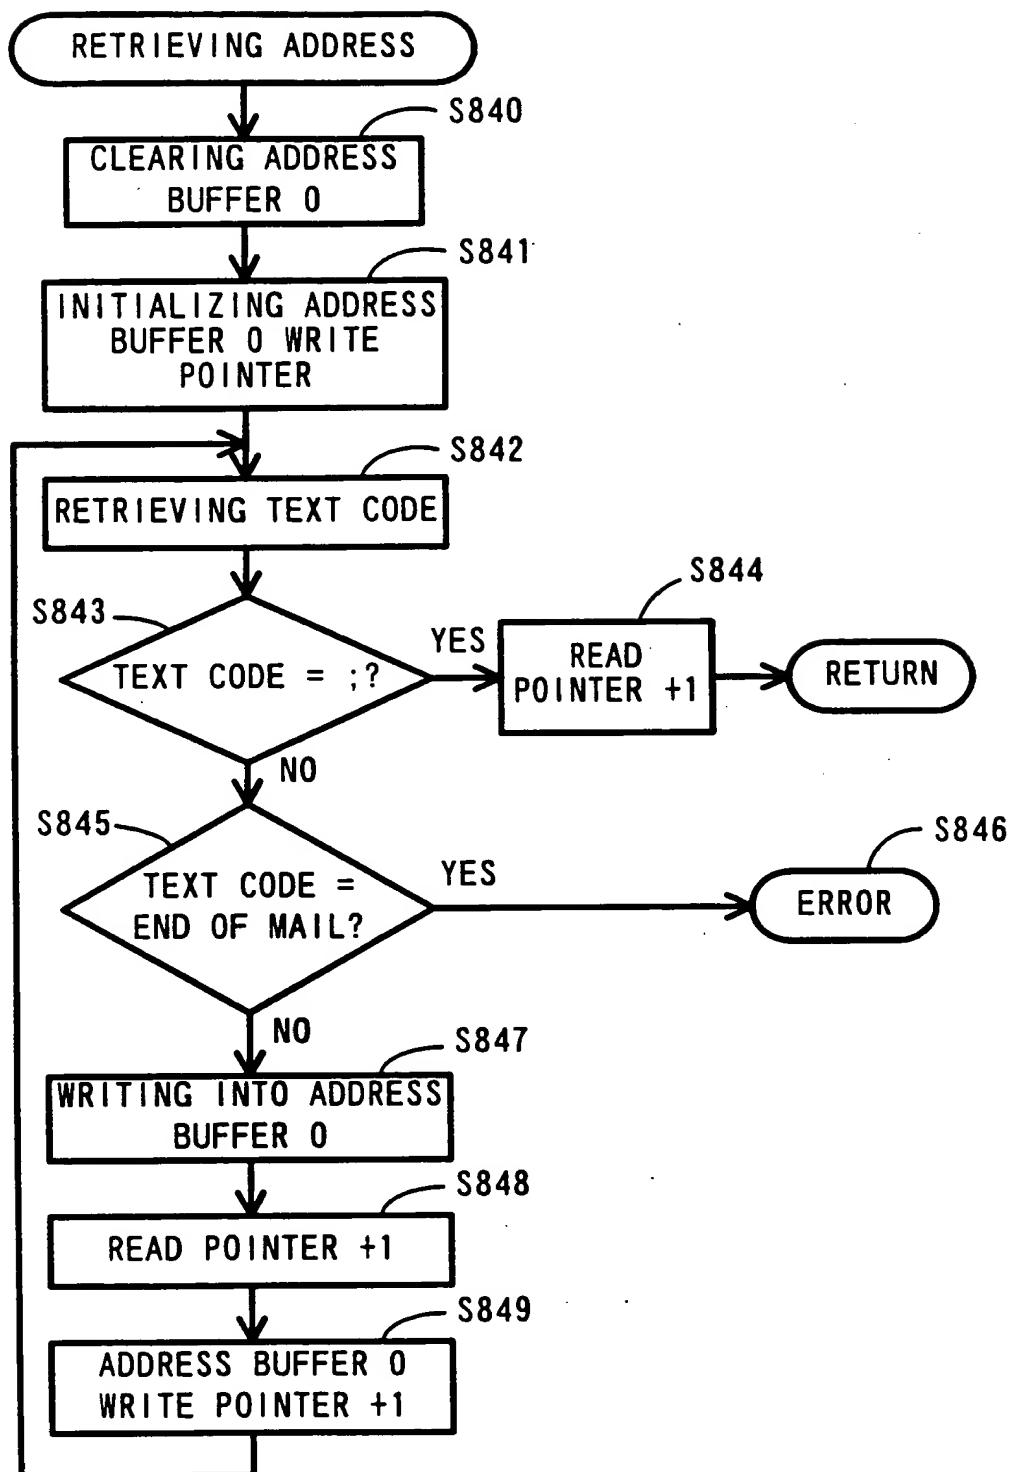 RETRIEVING ADDRESS
S840
CLEARING ADDRESS
BUFFER 0
S841
INITIALIZING ADDRESS
BUFFER 0 WRITE
POINTER
S842
RETRIEVING TEXT CODE
S843
TEXT CODE = ;?
YES
S844
READ
POINTER +1
RETURN
NO
S845
TEXT CODE =
END OF MAIL?
YES
S846
ERROR
NO
S847
WRITING INTO ADDRESS
BUFFER 0
S848
READ POINTER +1
S849
ADDRESS BUFFER 0
WRITE POINTER +1